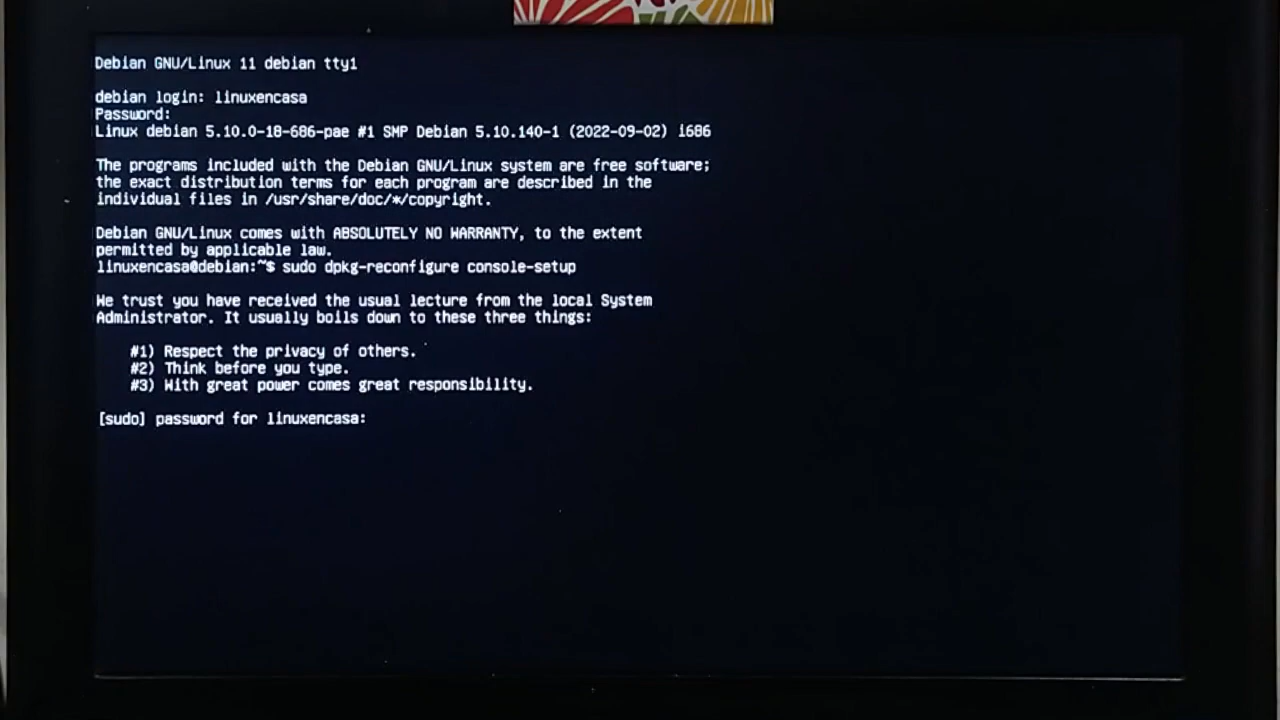 Debian GNU/Linux 11 debian tty1
debian login: linuxencasa
Password:
Linux debian 5.10.0-18-686-pae #1 SMP Debian 5.10.140-1 (2022-09-02) i686
The programs included with the Debian GNU/Linux system are free software;
the exact distribution terms for each program are described in the
individual files in /usr/share/doc/*/copyright.
Debian GNU/Linux comes with ABSOLUTELY NO WARRANTY, to the extent
permitted by applicable law.
linuxencasa@debian:~$ sudo dpkg-reconfigure console-setup
We trust you have received the usual lecture from the local System
Administrator. It usually boils down to these three things:
#1) Respect the privacy of others.
#2) Think before you type.
#3) With great power comes great responsibility.
[sudo] password for linuxencasa: